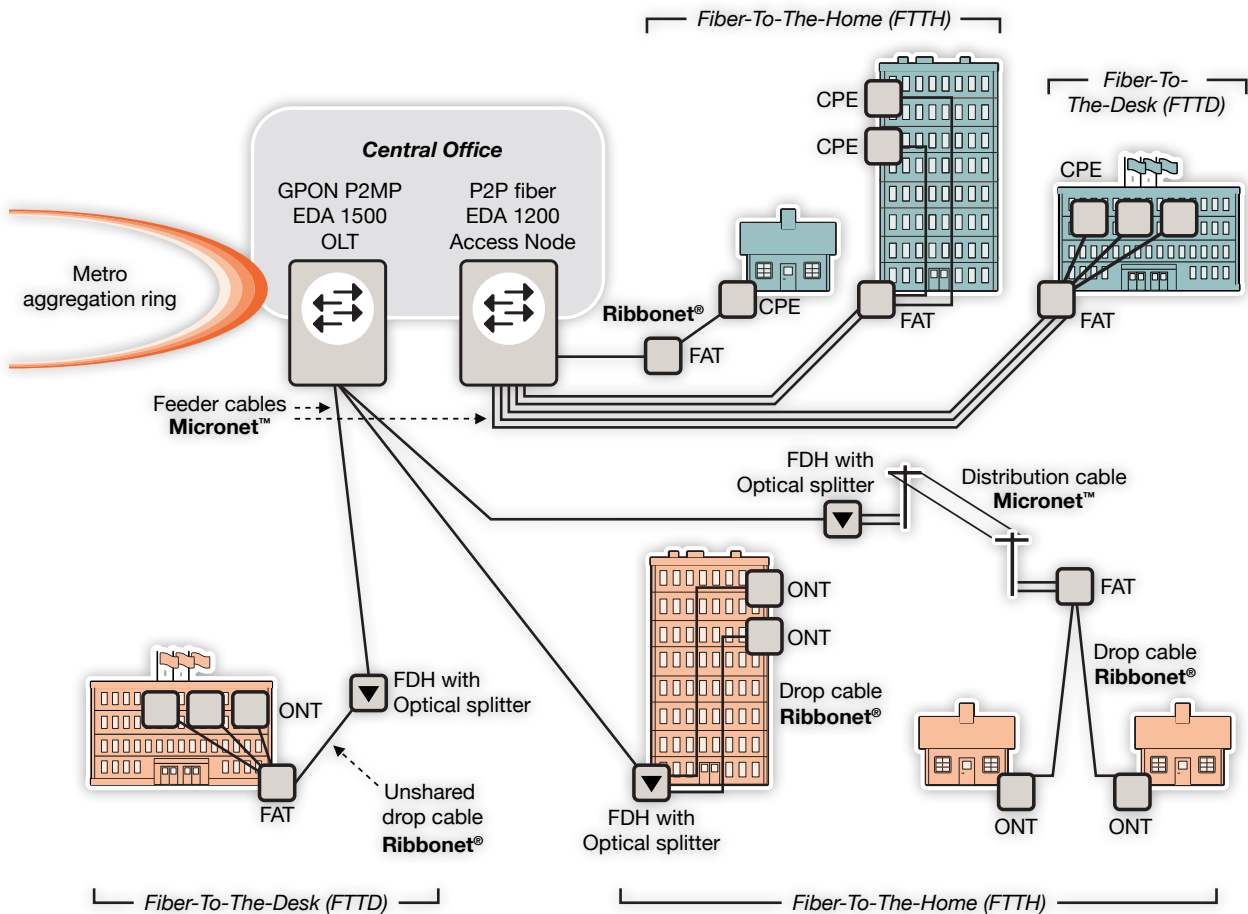 Fiber-To-The-Home (FTTH)
Fiber-To-
The-Desk (FTTD)
CPE
CPE
CPE
Central Office
GPON P2MP
EDA 1500
OLT
P2P fiber
EDA 1200
Access Node
Metro
aggregation ring
Ribbonet®
CPE
FAT
FAT
FAT
Feeder cables
Micronet™
FDH with
Optical splitter
Distribution cable
Micronet™
ONT
ONT
FAT
Drop cable
Ribbonet®
Drop cable
Ribbonet®
FDH with
Optical splitter
ONT
FAT
Unshared
drop cable
Ribbonet®
FDH with
Optical splitter
ONT
ONT
Fiber-To-The-Desk (FTTD)
Fiber-To-The-Home (FTTH)